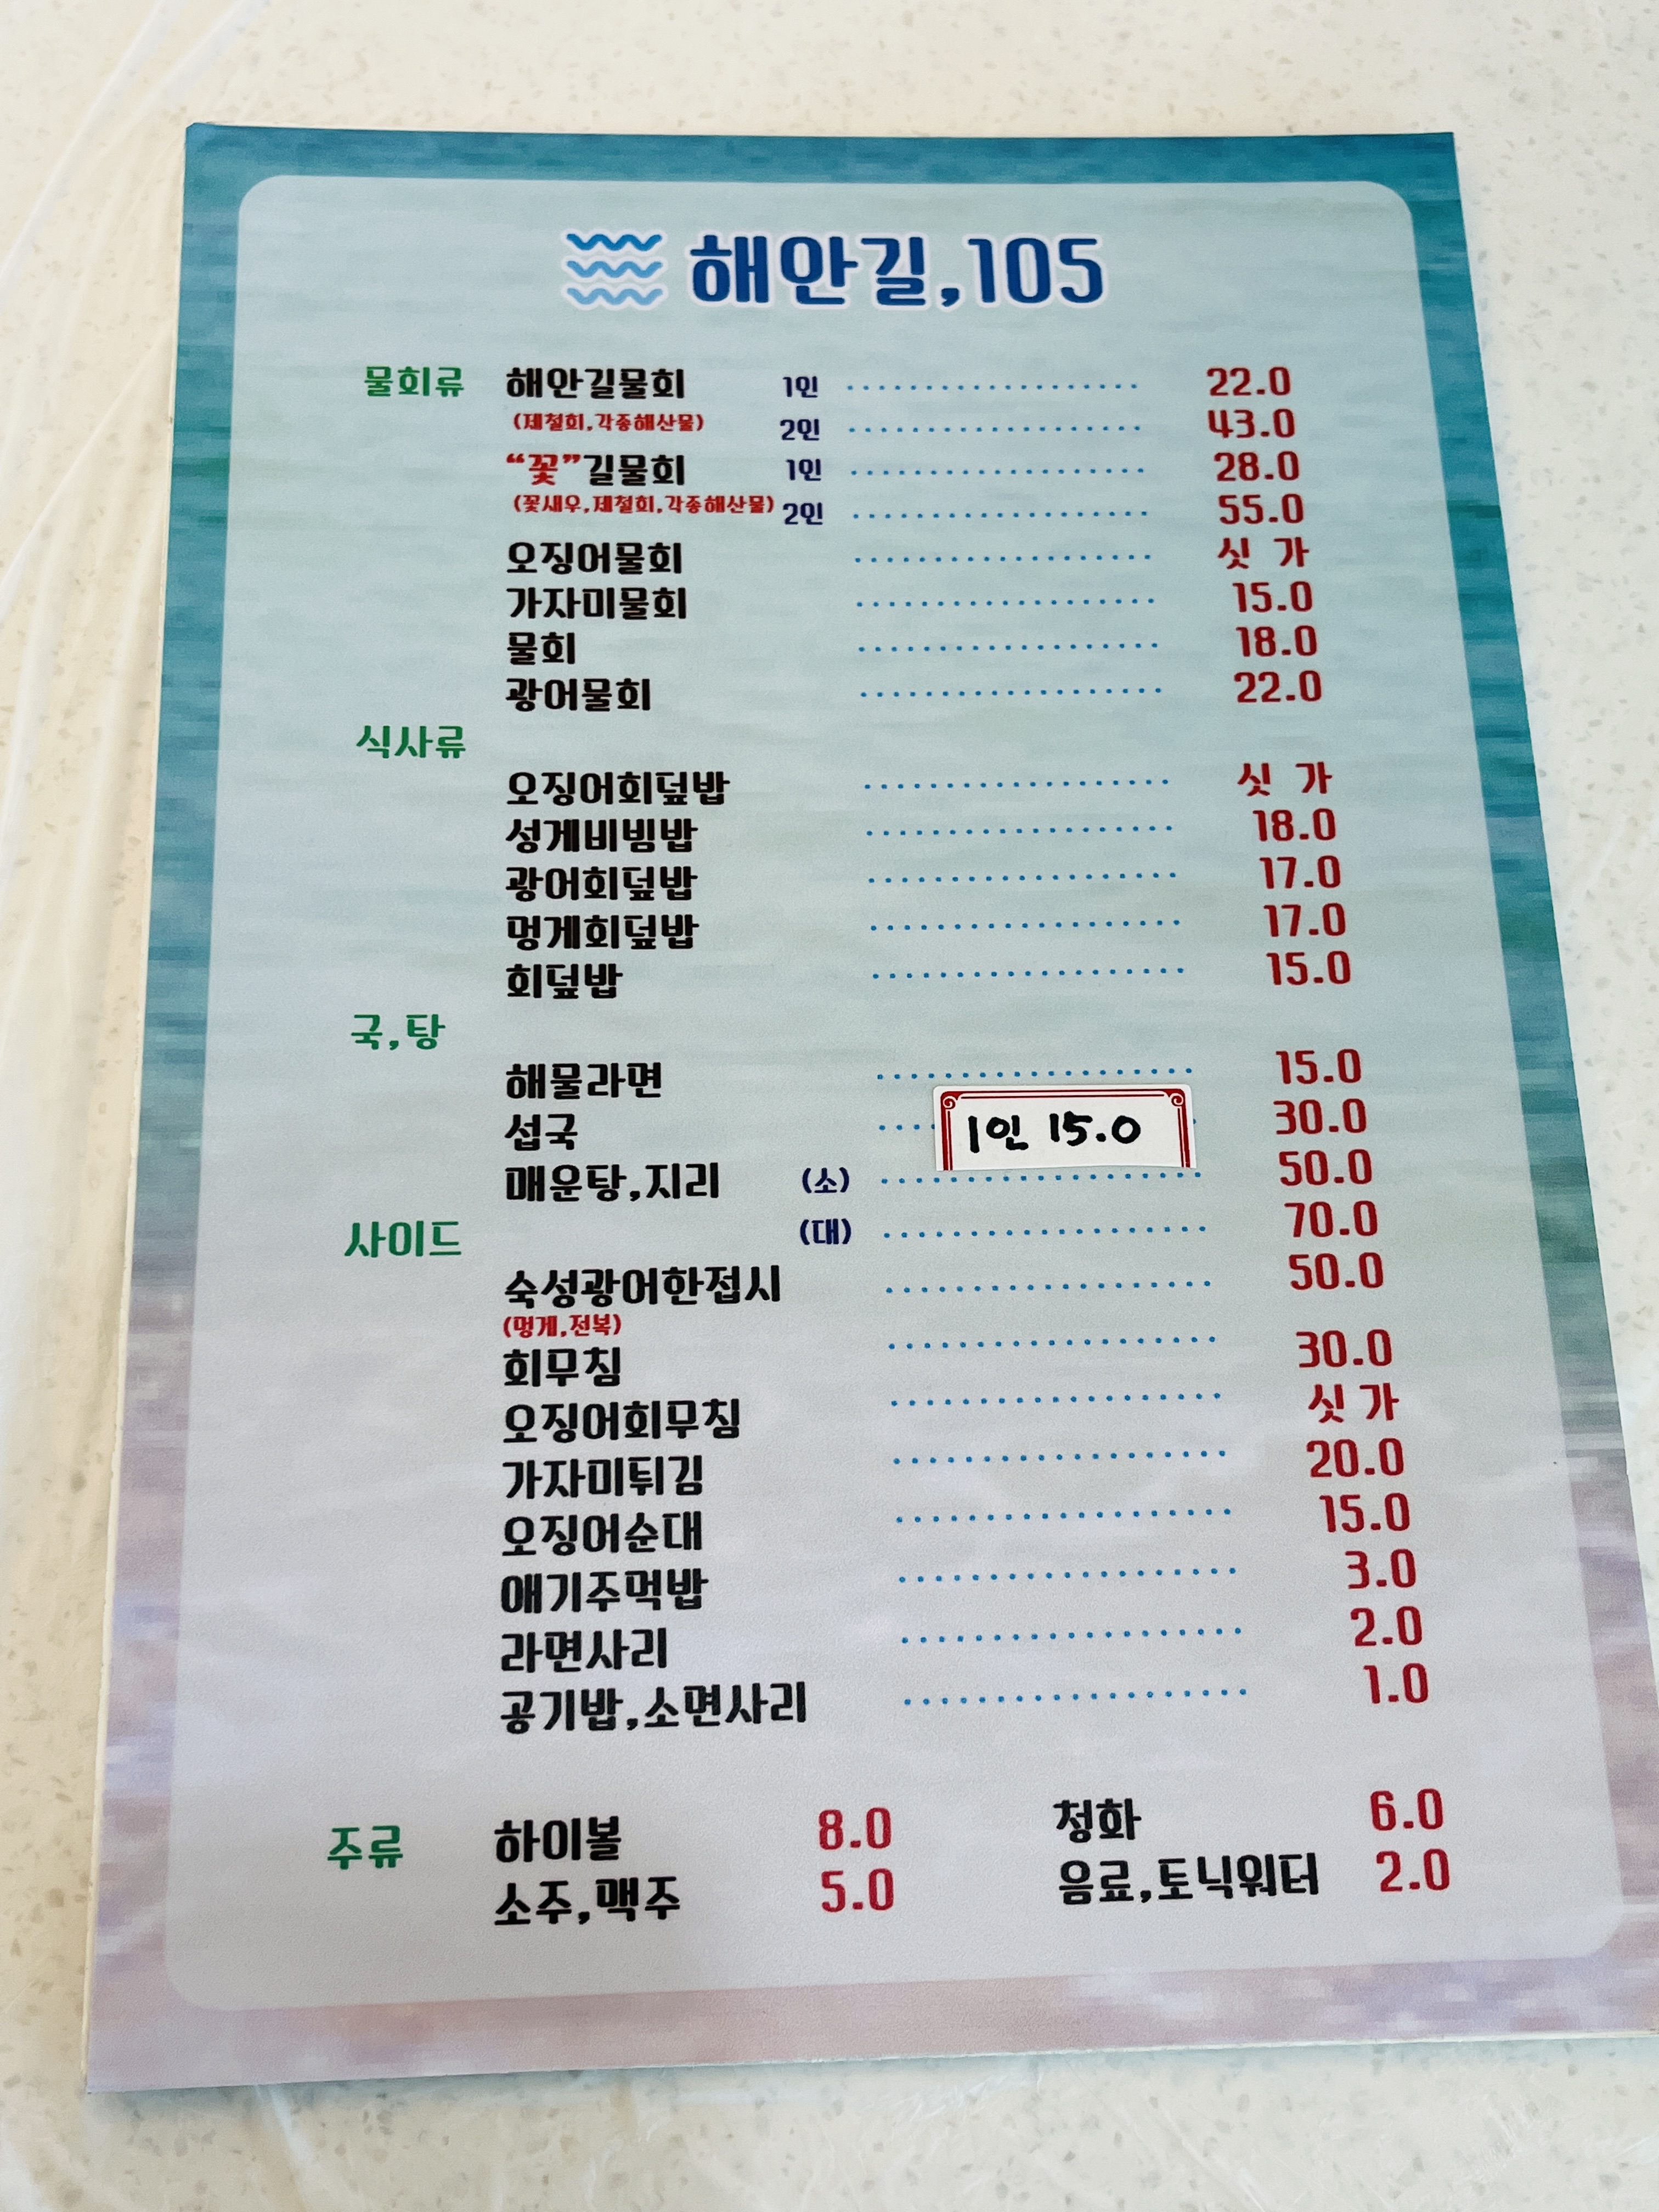 해안길,105
물회류 해안길물회 1인 22.0
(제철회,각종해산물) 2인 43.0
“꽃”길물회 1인 28.0
(꽃새우,제철회,각종해산물) 2인 55.0
오징어물회 싯 가
가자미물회 15.0
물회 18.0
광어물회 22.0
식사류
오징어회덮밥 싯 가
성게비빔밥 18.0
광어회덮밥 17.0
멍게회덮밥 17.0
회덮밥 15.0
국,탕
해물라면 15.0
섭국 1인 15.0 30.0
매운탕,지리 (소) 50.0
사이드 (대) 70.0
숙성광어한접시 50.0
(멍게,전복)
회무침 30.0
오징어회무침 싯 가
가자미튀김 20.0
오징어순대 15.0
애기주먹밥 3.0
라면사리 2.0
공기밥,소면사리 1.0
주류 하이볼 8.0 청화 6.0
소주,맥주 5.0 음료,토닉워터 2.0